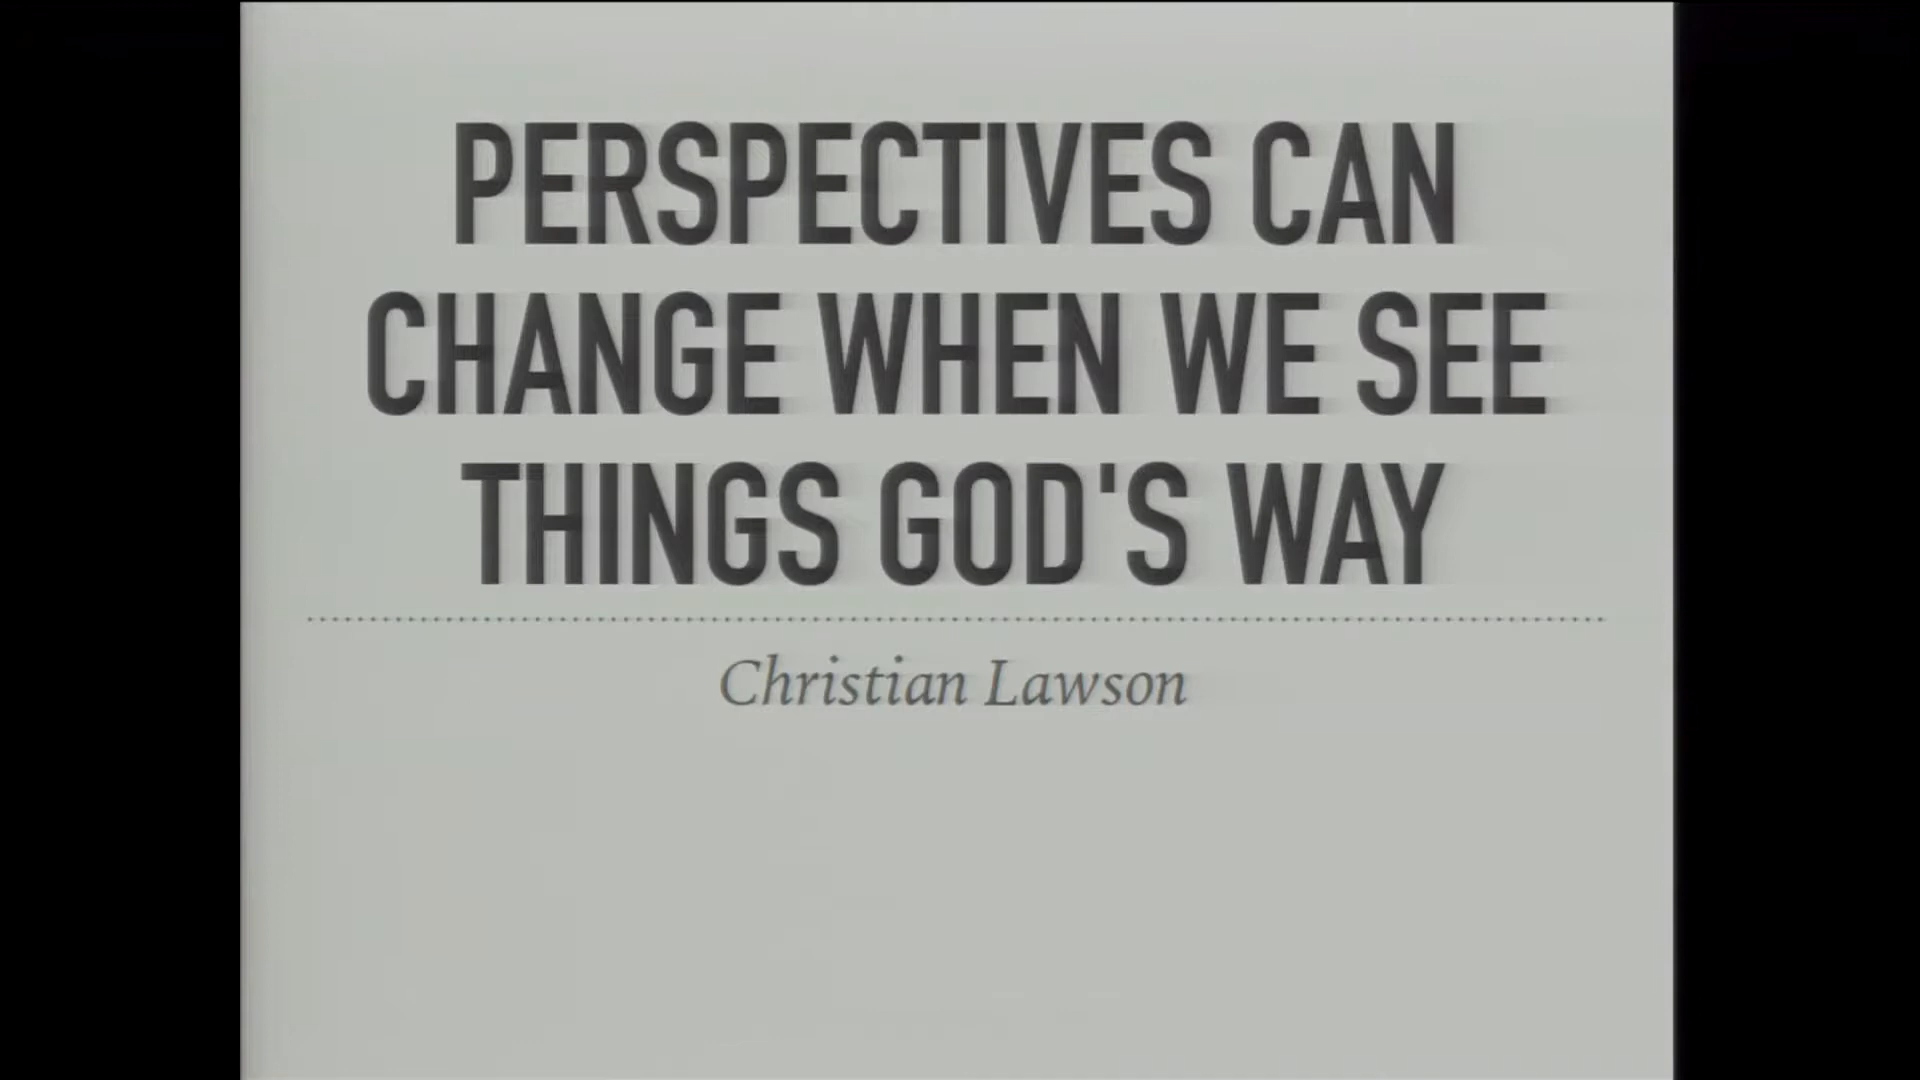 PERSPECTIVES CAN
CHANGE WHEN WE SEE
THINGS GOD'S WAY
Christian Lawson